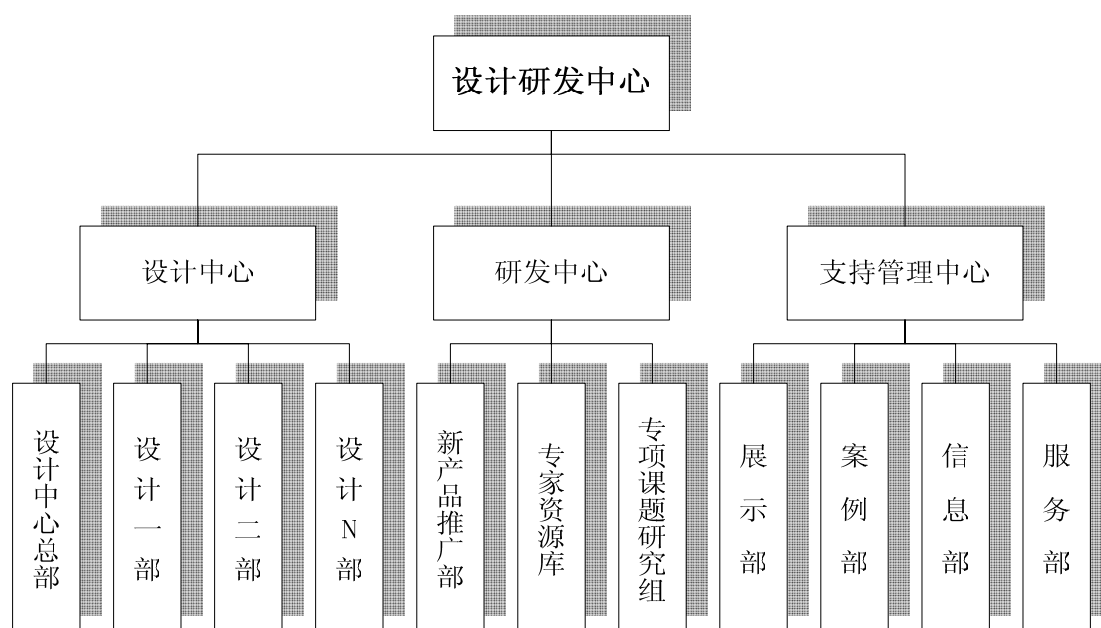 设计研发中心
设计中心
研发中心
支持管理中心
设计中心总部
设计一部
设计二部
设计N部
新产品推广部
专家资源库
专项课题研究组
展示部
案例部
信息部
服务部